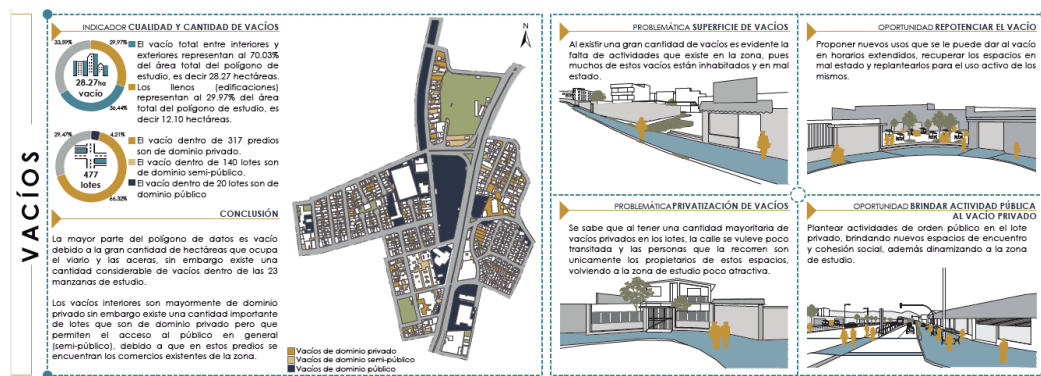 VACÍOS
INDICADOR CUALIDAD Y CANTIDAD DE VACÍOS
33.59%
29.97%
28.27ha
vacío
36.44%
El vacío total entre interiores y
exteriores representan al 70.03%
del área total del polígono de
estudio, es decir 28.27 hectáreas.
Los llenos (edificaciones)
representan al 29.97% del área
total del polígono de estudio, es
decir 12.10 hectáreas.
29.47%
4.21%
477
lotes
66.32%
El vacío dentro de 317 predios
son de dominio privado.
El vacío dentro de 140 lotes son
de dominio semi-público.
El vacío dentro de 20 lotes son de
dominio público
CONCLUSIÓN
La mayor parte del polígono de datos es vacío
debido a la gran cantidad de hectáreas que ocupa
el viario y las aceras, sin embargo existe una
cantidad considerable de vacíos dentro de las 23
manzanas de estudio.
Los vacíos interiores son mayormente de dominio
privado sin embargo existe una cantidad importante
de lotes que son de dominio privado pero que
permiten el acceso al público en general
(semi-público), debido a que en estos predios se
encuentran los comercios existentes de la zona.
N
Vacíos de dominio privado
Vacíos de dominio semi-público
Vacíos de dominio público
PROBLEMÁTICA SUPERFICIE DE VACÍOS
Al existir una gran cantidad de vacíos es evidente la
falta de actividades que existe en la zona, pues
muchos de estos vacíos están inhabitados y en mal
estado.
OPORTUNIDAD REPOTENCIAR EL VACÍO
Proponer nuevos usos que se le puede dar al vacío
en horarios extendidos, recuperar los espacios en
mal estado y replantearlos para el uso activo de los
mismos.
PROBLEMÁTICA PRIVATIZACIÓN DE VACÍOS
Se sabe que al tener una cantidad mayoritaria de
vacíos privados en los lotes, la calle se vuleve poco
transitada y las personas que la recorren son
unicamente los propietarios de estos espacios,
volviendo a la zona de estudio poco atractiva.
OPORTUNIDAD BRINDAR ACTIVIDAD PÚBLICA
AL VACÍO PRIVADO
Plantear actividades de orden público en el lote
privado, brindando nuevos espacios de encuentro
y cohesión social, además dinamizando a la zona
de estudio.